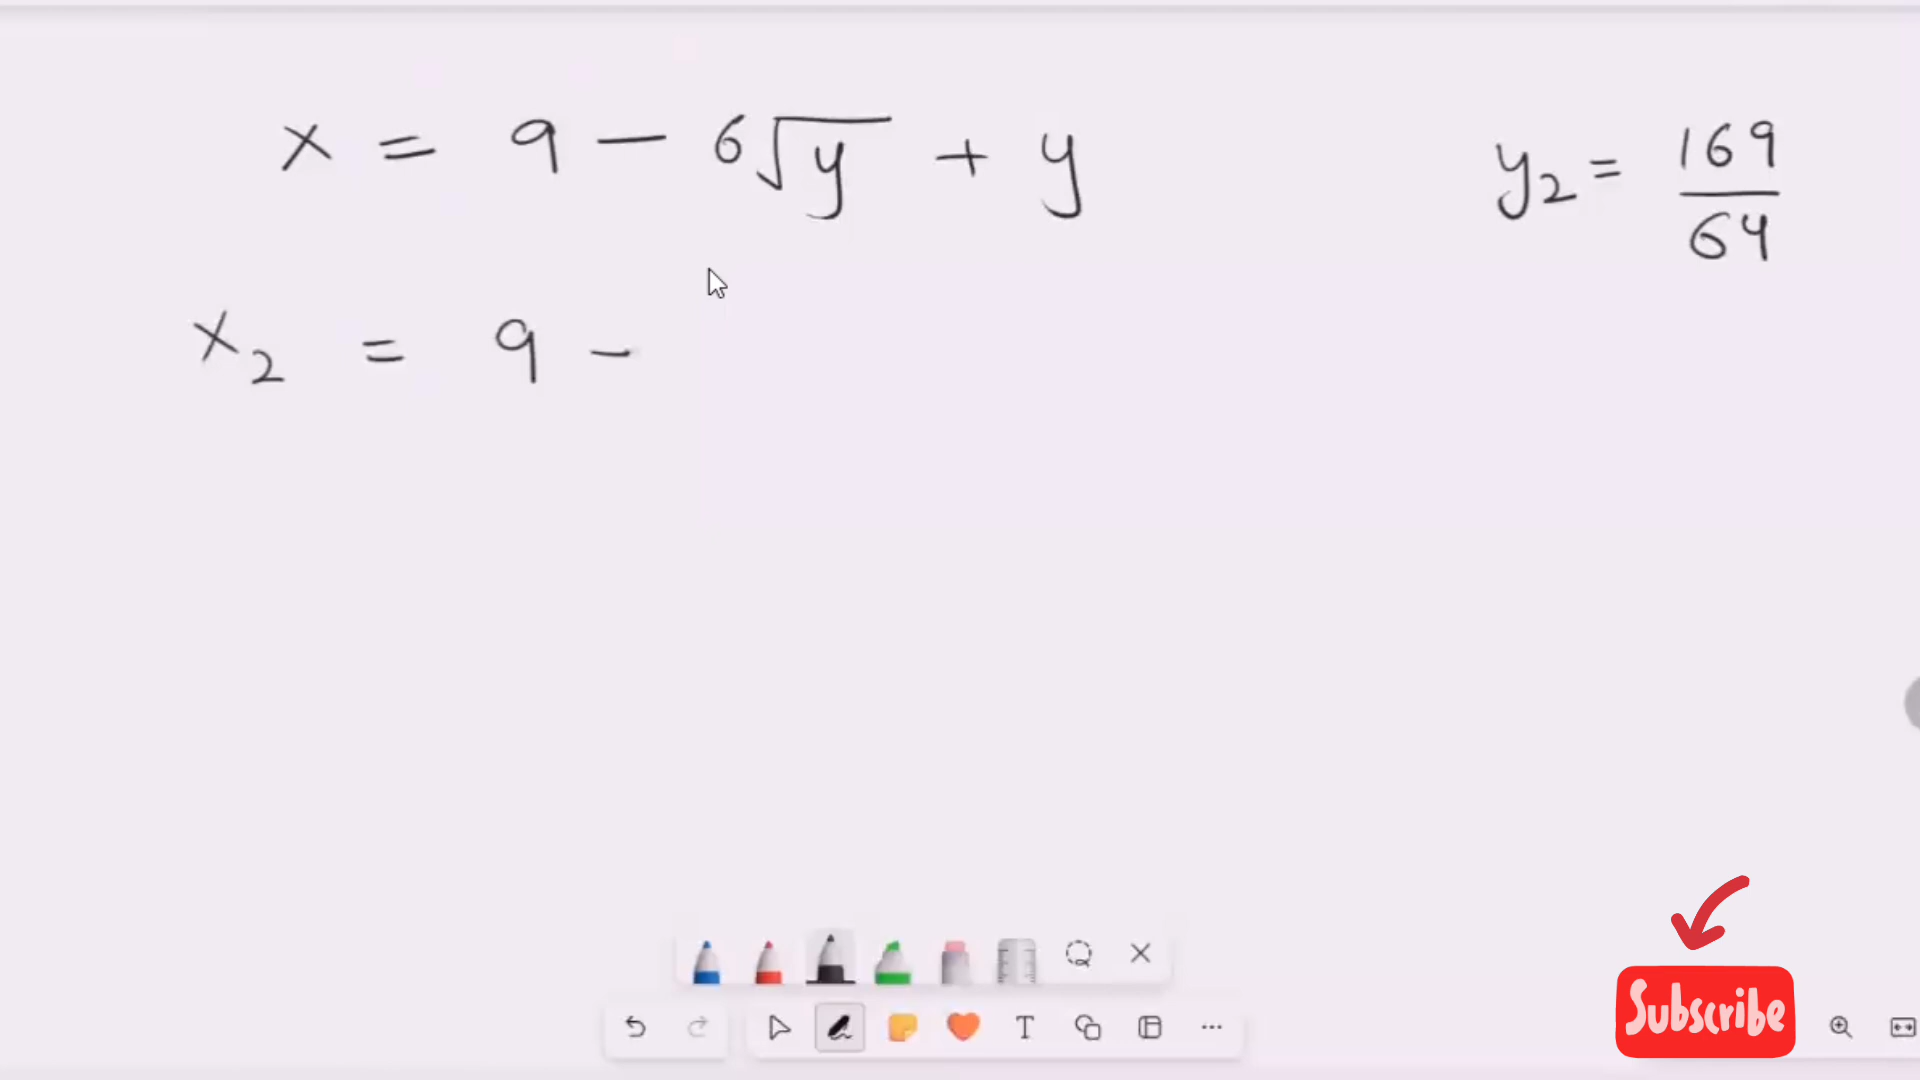 x = 9 - 6√y + y
y₂ = 169/64
x₂ = 9 -
Subscribe